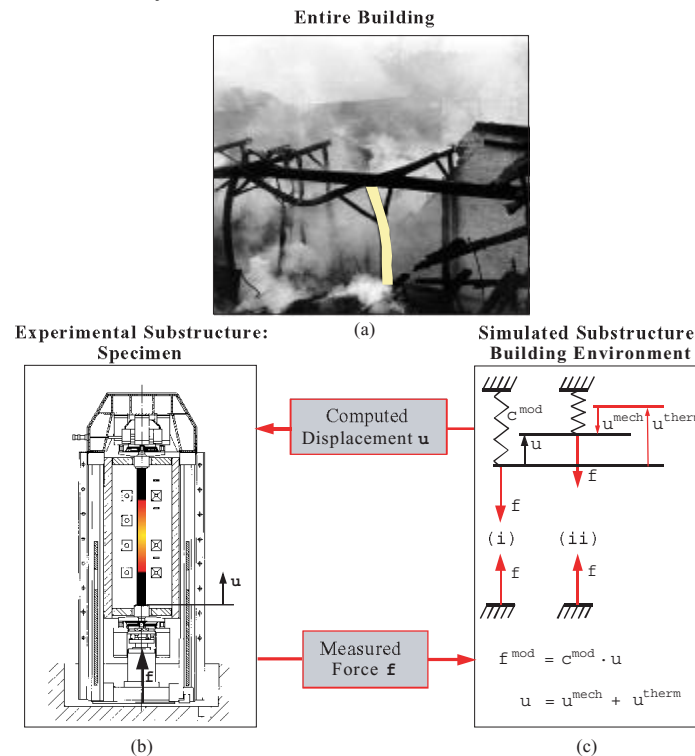 Entire Building
(a)
Experimental Substructure:
Specimen
u
f
(b)
Computed
Displacement u
Measured
Force f
Simulated Substructure
Building Environment
c^mod
u^mech
u^therm
u
f
f
(i)
(ii)
f
f
f^mod = c^mod · u
u = u^mech + u^therm
(c)